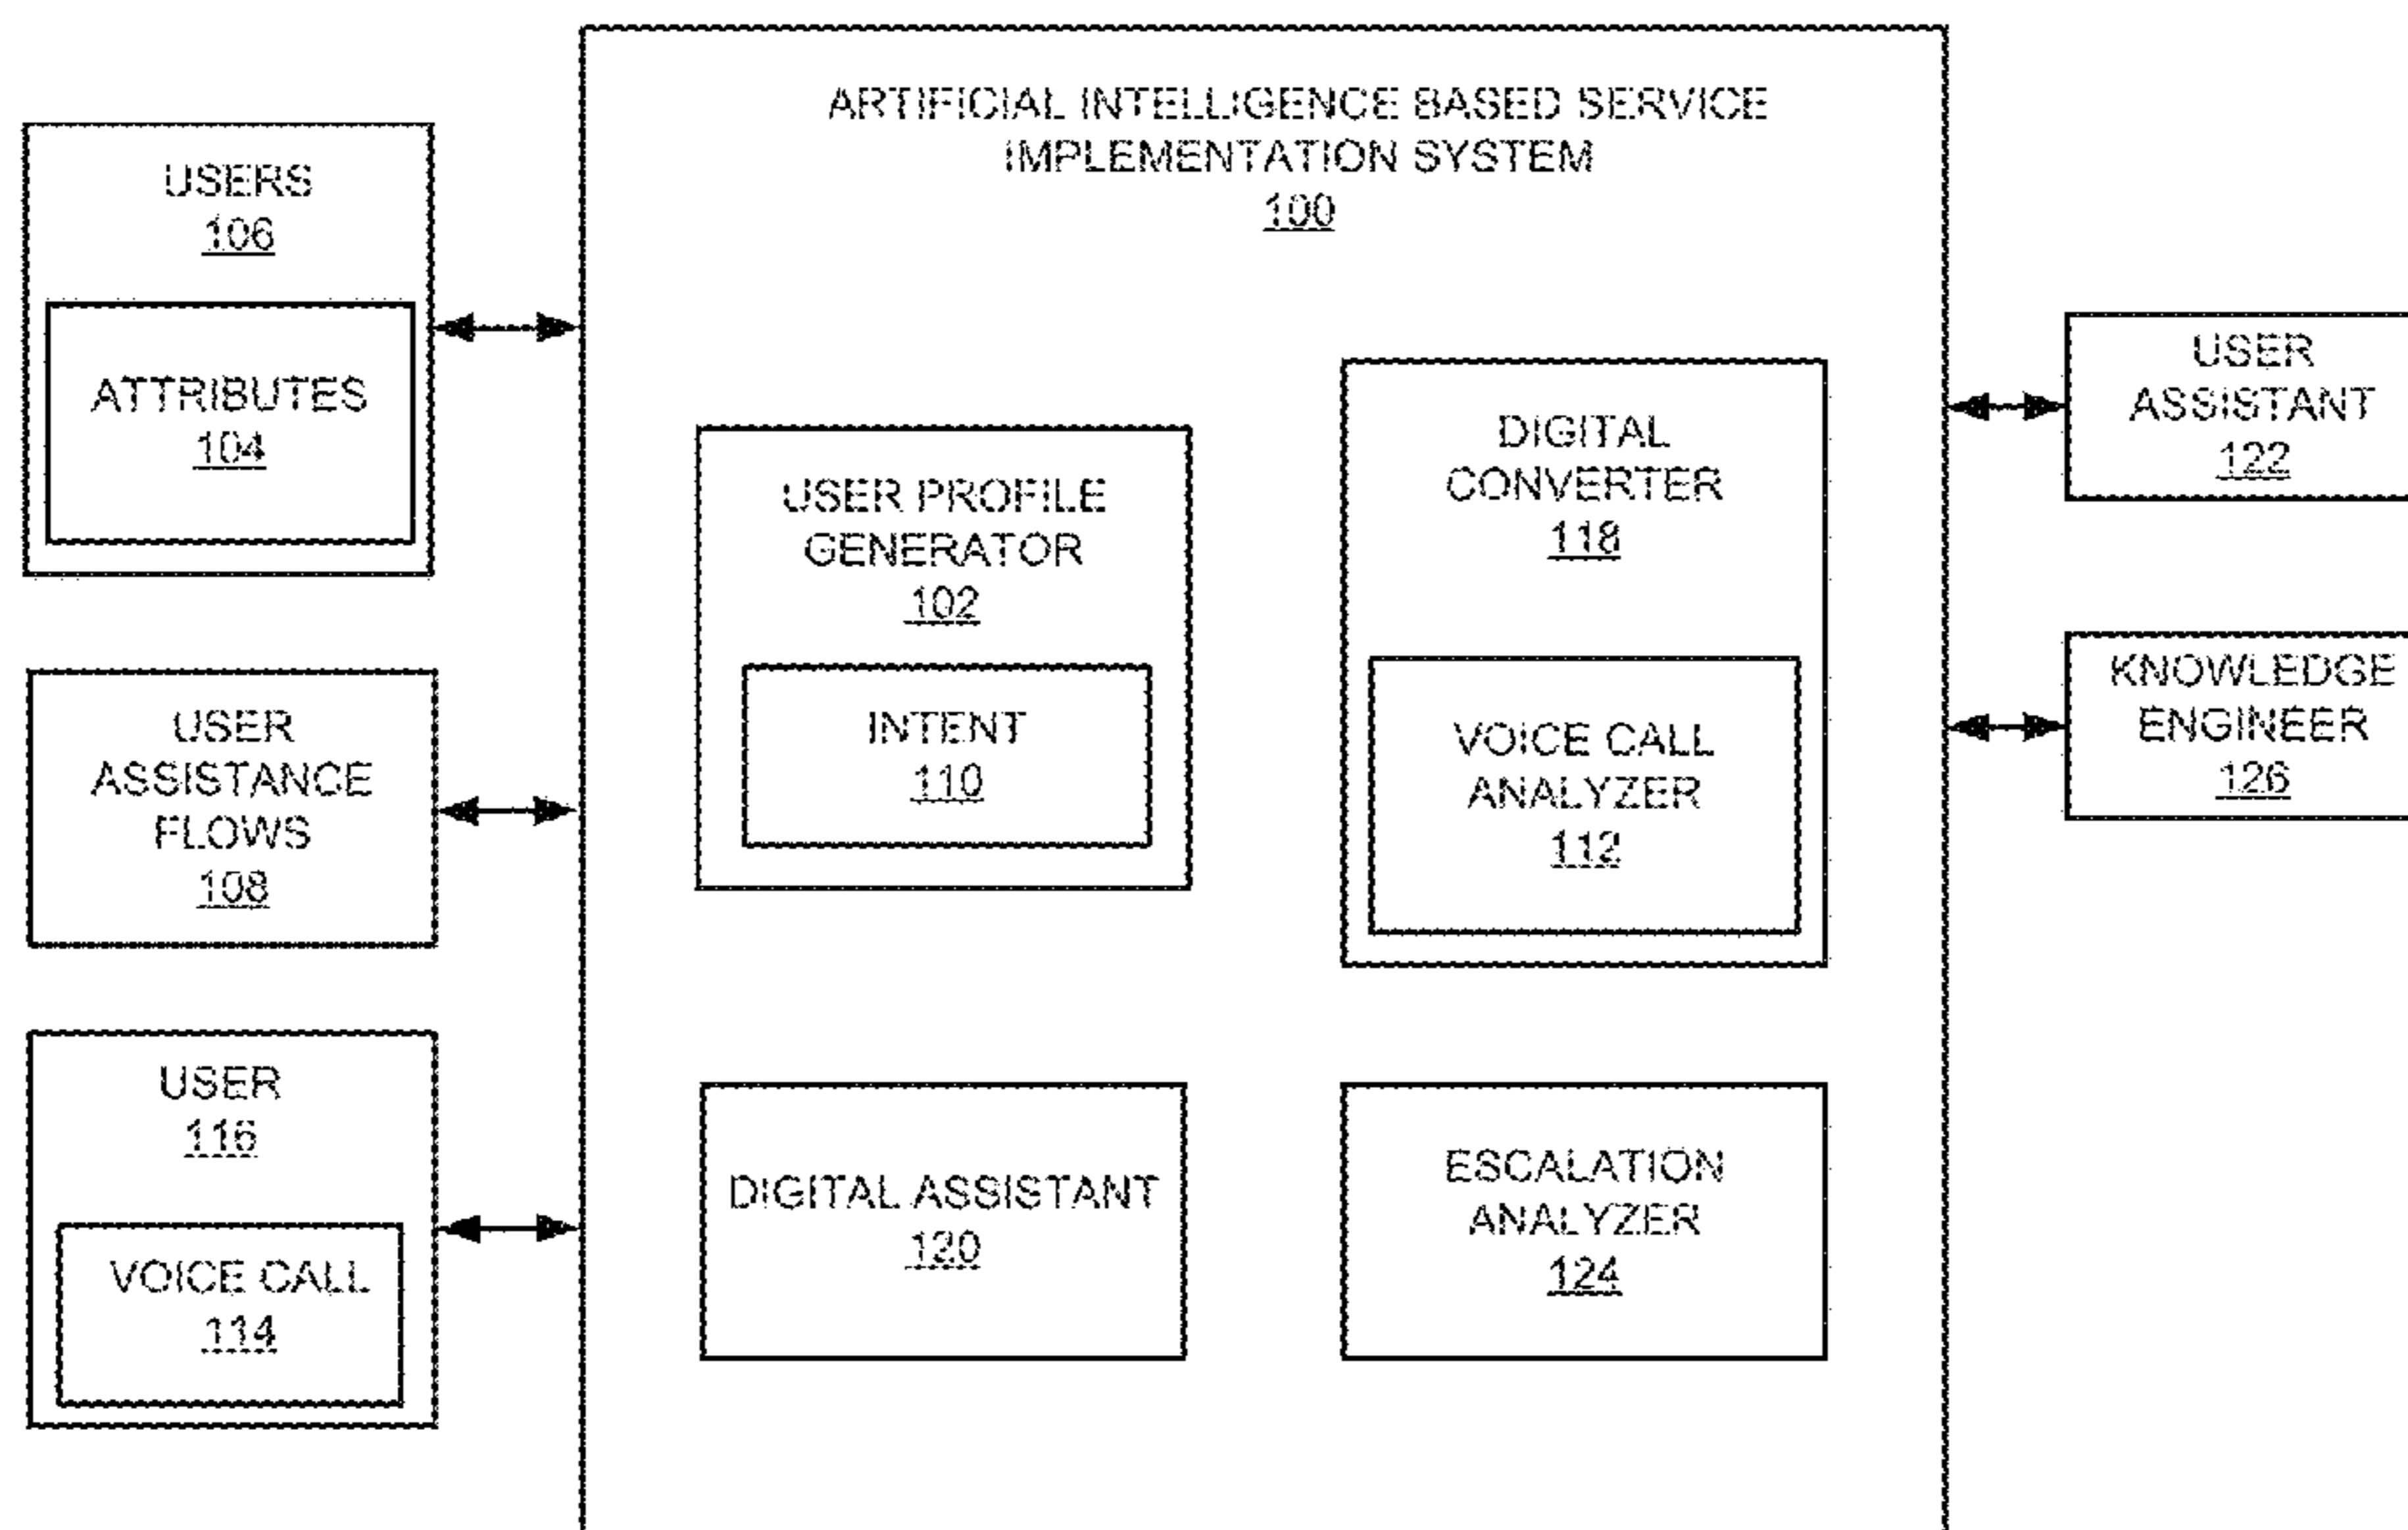 ARTIFICIAL INTELLIGENCE BASED SERVICE
IMPLEMENTATION SYSTEM
100
USERS
106
ATTRIBUTES
104
USER
ASSISTANCE
FLOWS
108
USER
116
VOICE CALL
114
USER PROFILE
GENERATOR
102
INTENT
110
DIGITAL
CONVERTER
118
VOICE CALL
ANALYZER
112
DIGITAL ASSISTANT
120
ESCALATION
ANALYZER
124
USER
ASSISTANT
122
KNOWLEDGE
ENGINEER
126